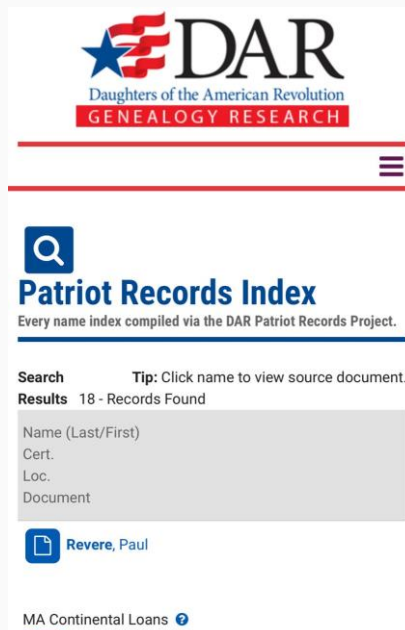 DAR
Daughters of the American Revolution
GENEALOGY RESEARCH
Patriot Records Index
Every name index compiled via the DAR Patriot Records Project.
Search Tip: Click name to view source document.
Results 18 - Records Found
Name (Last/First)
Cert.
Loc.
Document
Revere, Paul
MA Continental Loans ?